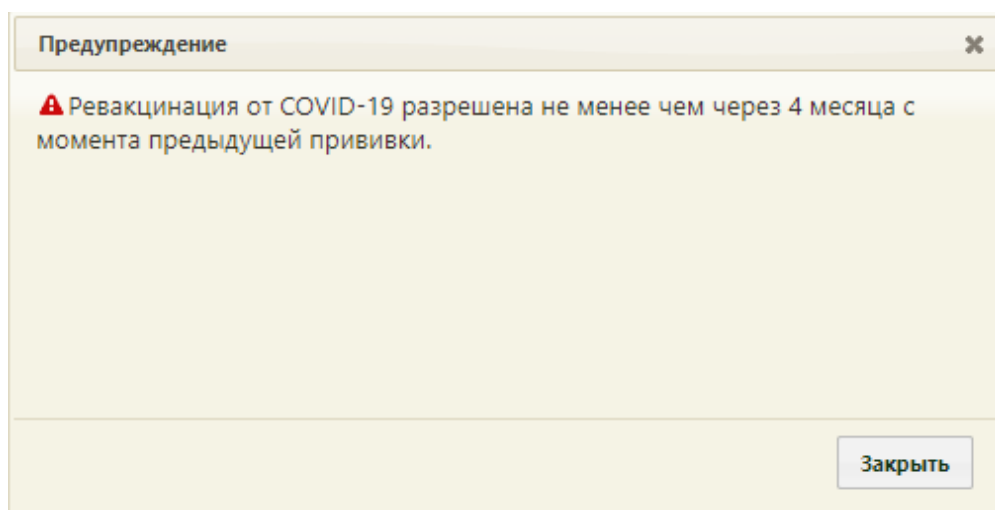 Предупреждение
Ревакцинация от COVID-19 разрешена не менее чем через 4 месяца с
момента предыдущей прививки.
Закрыть